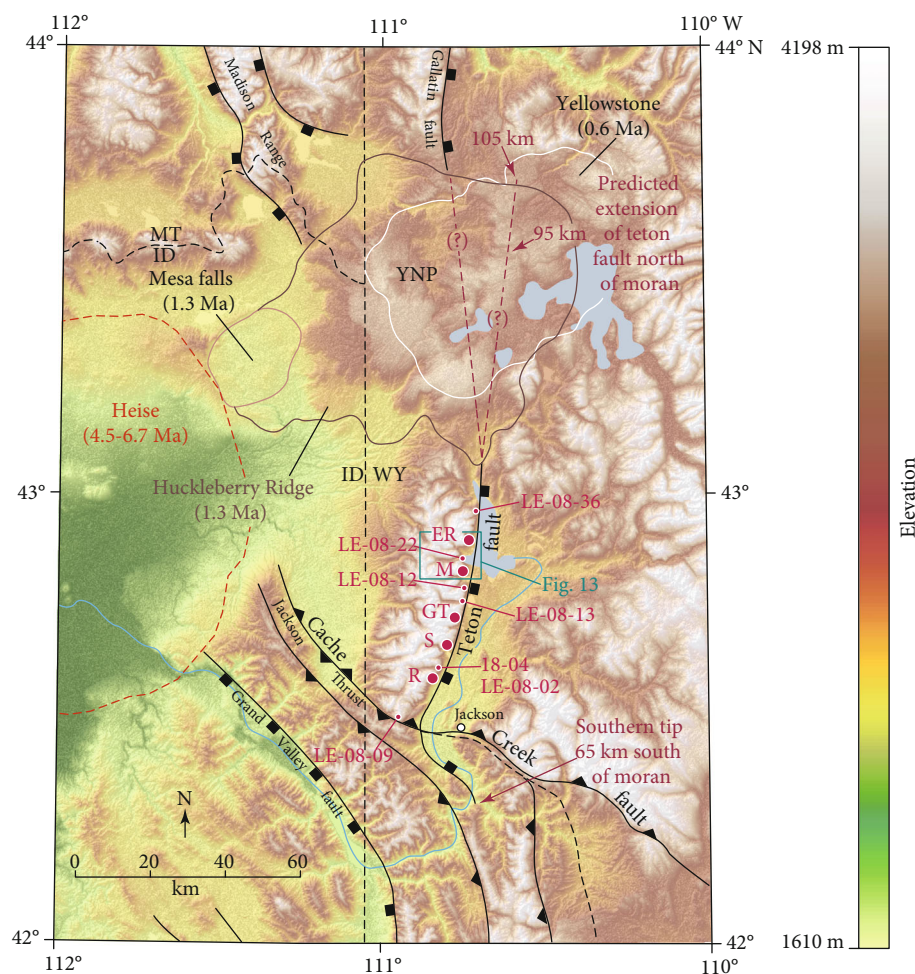 112°
111°
110° W
44°
44° N
4198 m
Madison
Range
Gallatin
fault
Yellowstone
(0.6 Ma)
105 km
Predicted
extension
of teton
fault north
of moran
(?)
95 km
MT
ID
Mesa falls
(1.3 Ma)
YNP
(?)
Heise
(4.5-6.7 Ma)
ID WY
Huckleberry Ridge
(1.3 Ma)
Elevation
43°
43°
LE-08-36
fault
ER
LE-08-22
M
Fig. 13
LE-08-12
LE-08-13
GT
Teton
S
18-04
R
LE-08-02
Jackson
Thrust
Cache
Creek
fault
Jackson
Grand
Valley
fault
LE-08-09
Southern tip
65 km south
of moran
N
0
20
40
60
km
42°
42°
1610 m
112°
111°
110°